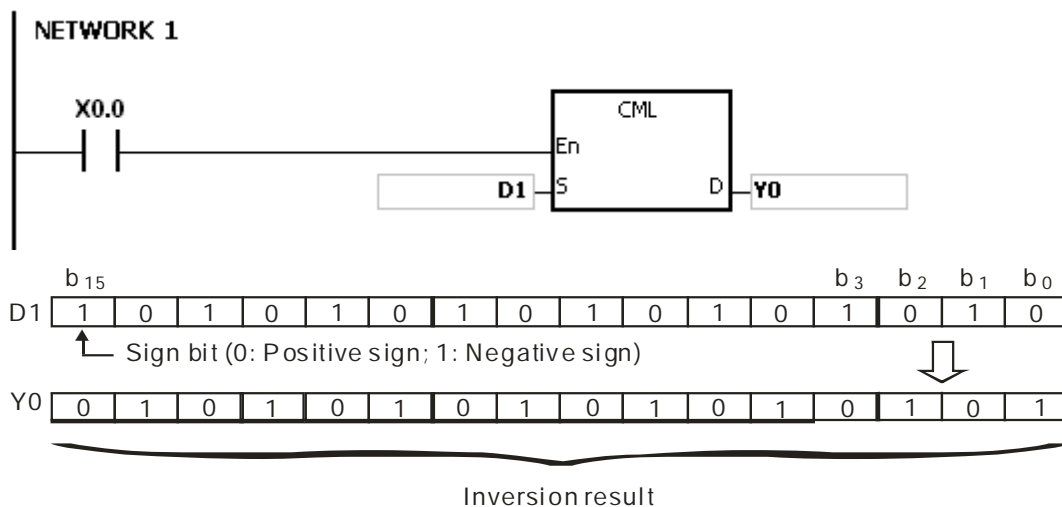 NETWORK 1
X0.0
CML
En
D1 S D Y0
b15 b3 b2 b1 b0
D1 1 0 1 0 1 0 1 0 1 0 1 0 1 0 1 0
Sign bit (0: Positive sign; 1: Negative sign)
Y0 0 1 0 1 0 1 0 1 0 1 0 1 0 1 0 1
Inversion result